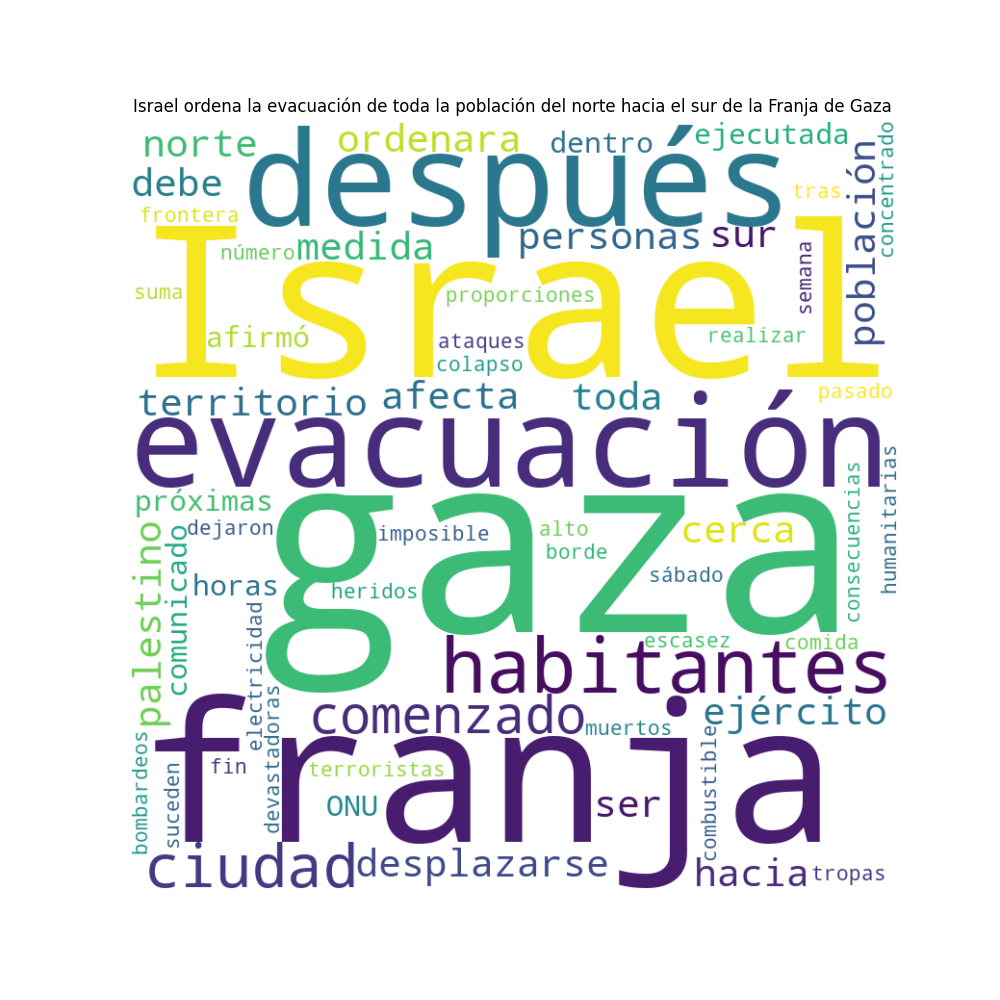 Israel ordena la evacuación de toda la población del norte hacia el sur de la Franja de Gaza
norte
ordenara
dentro
ejecutada
concentrado
debe
después
tras
población
frontera
número
medida
personas
sur
semana
suma
Israel
proporciones
afirmó
ataques
realizar
colapso
territorio
afecta
toda
pasado
evacuación
próximas
dejaron
imposible
alto
cerca
borde
consecuencias
humanitarias
palestino
comunicado
gaza
horas
heridos
sábado
electricidad
escasez
comida
habitantes
devastadoras
comenzado
muertos
ejército
bombardeos
suceden
fin
franja
terroristas
combustible
ONU
ser
ciudad
desplazarse
hacia
tropas